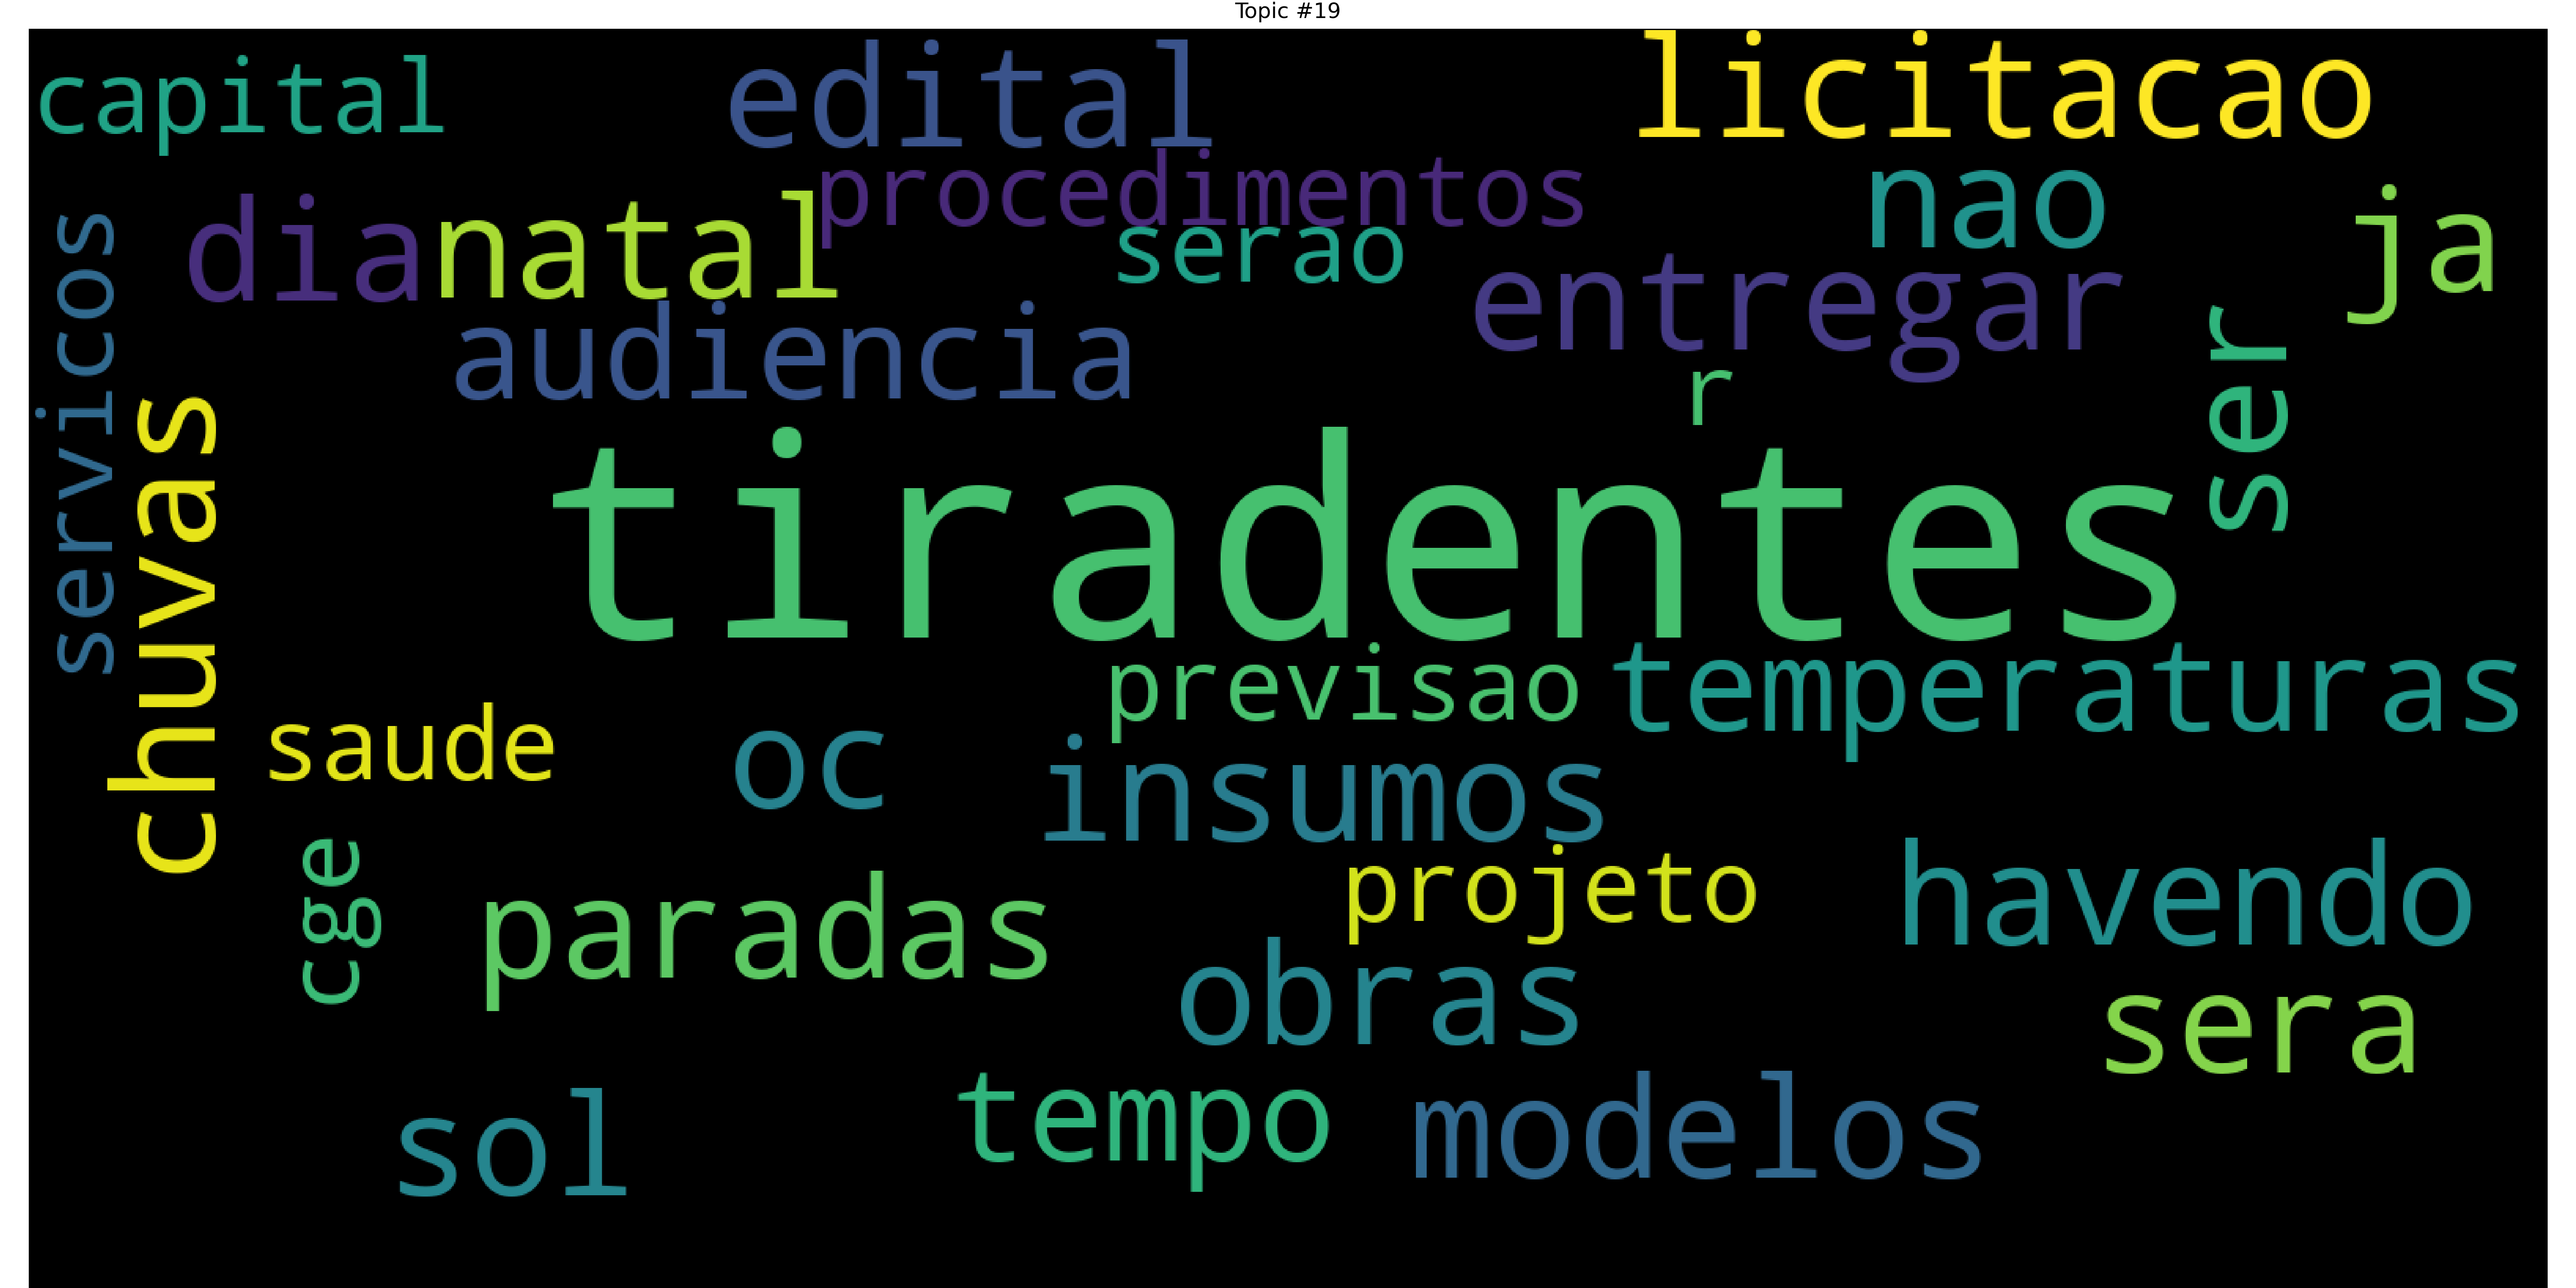 Topic #19
capital
edital
licitacao
procedimentos
nao
ja
dia
natal
serao
servicos
entregar
audiencia
ser
r
chuvas
tiradentes
previsao
temperaturas
saude
oc
insumos
cge
projeto
havendo
paradas
obras
sera
tempo
modelos
sol